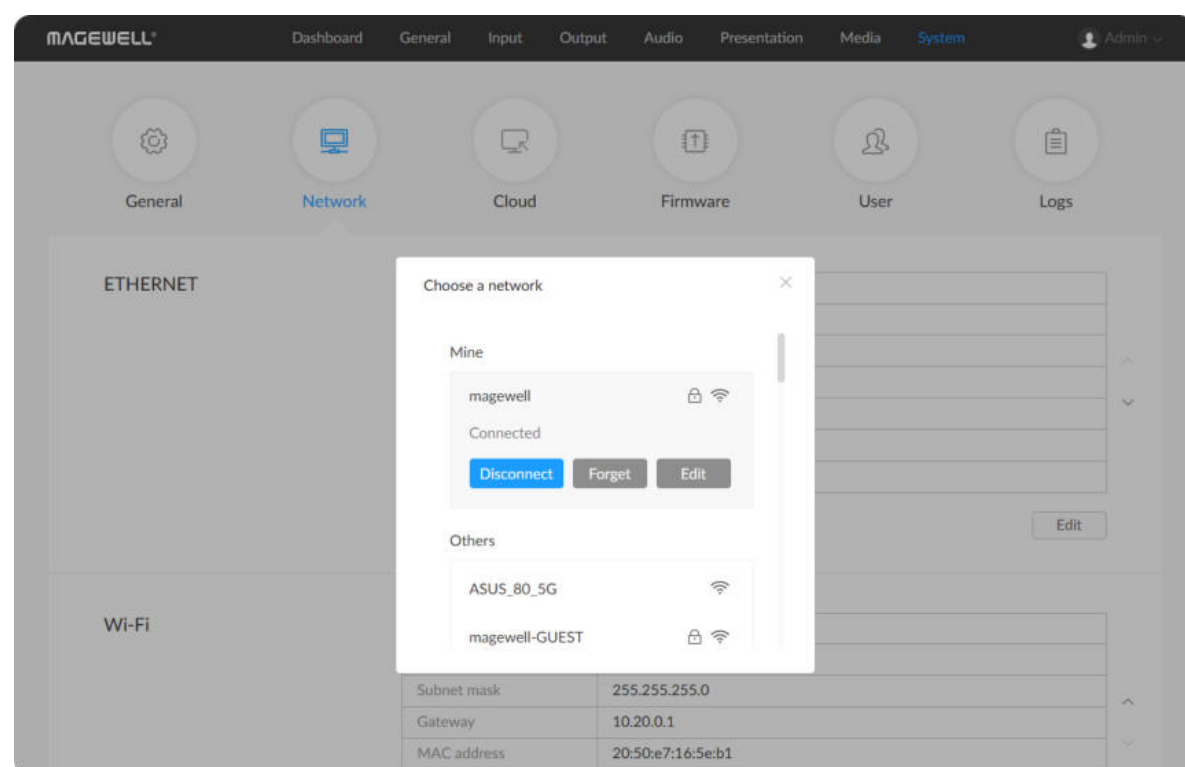 MAGEWELL®
Dashboard General Input Output Audio Presentation Media System Admin
General Network Cloud Firmware User Logs
ETHERNET
Choose a network
Mine
magewell
Connected
Disconnect Forget Edit
Others
ASUS_80_5G
magewell-GUEST
Edit
Wi-Fi
Subnet mask 255.255.255.0
Gateway 10.20.0.1
MAC address 20:50:e7:16:5e:b1